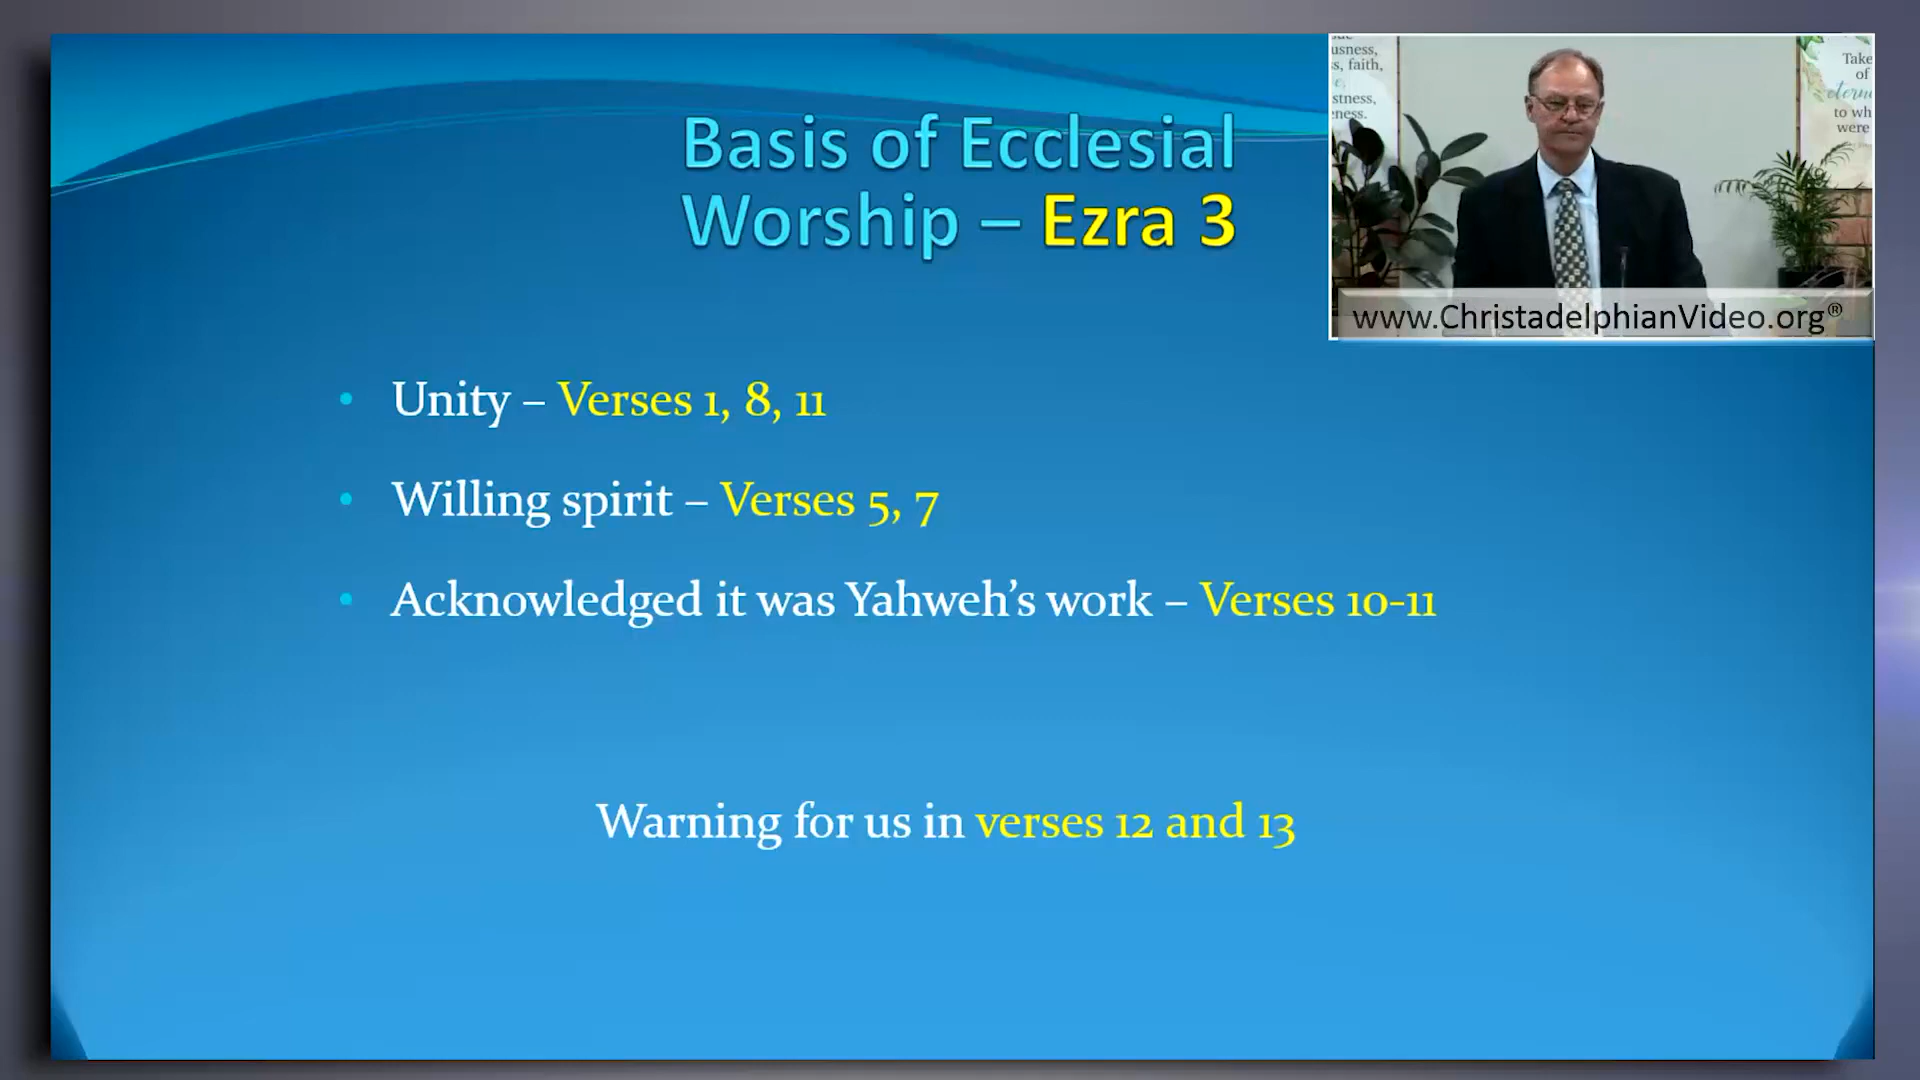 Basis of Ecclesial
Worship – Ezra 3
usness,
s, faith,
stness,
eness.
Take
of
to wh
were
www.ChristadelphianVideo.org®
• Unity – Verses 1, 8, 11
• Willing spirit – Verses 5, 7
• Acknowledged it was Yahweh's work – Verses 10-11
Warning for us in verses 12 and 13